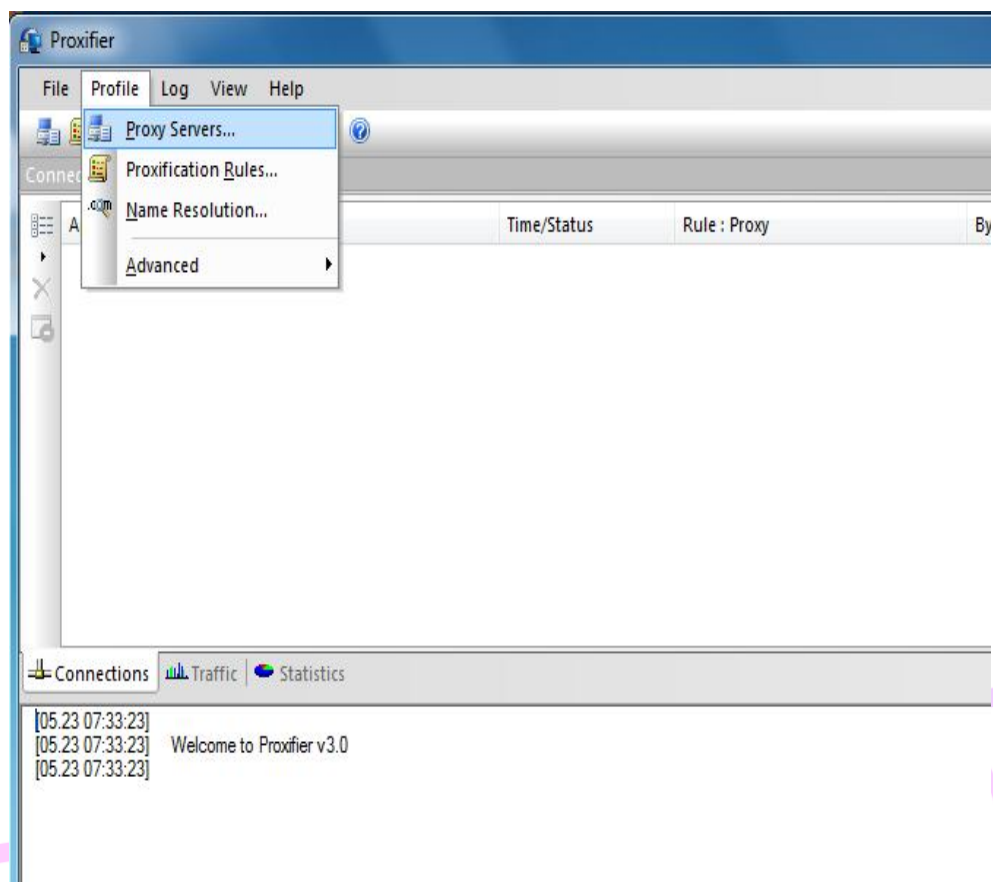 Proxifier
File Profile Log View Help
Proxy Servers...
Proxification Rules...
Name Resolution...
Advanced
Connec
A
Time/Status
Rule : Proxy
By
Connections
Traffic
Statistics
[05.23 07:33:23]
[05.23 07:33:23] Welcome to Proxifier v3.0
[05.23 07:33:23]